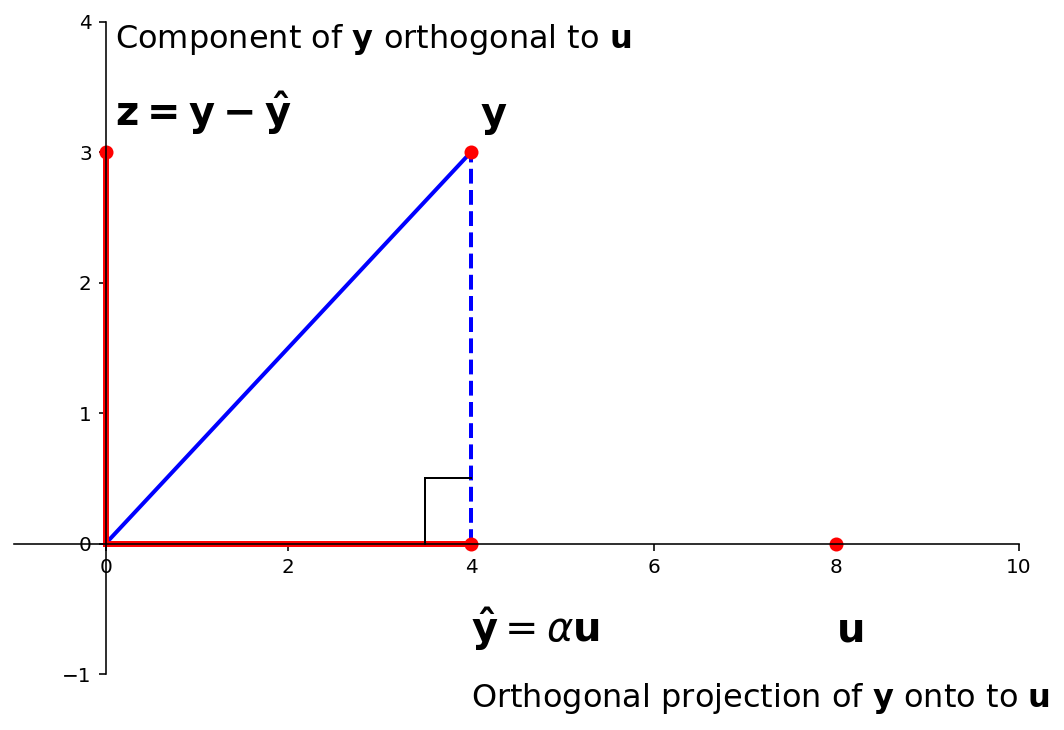 4
Component of y orthogonal to u
z = y − ŷ
y
3
2
1
0
0 2 4 6 8 10
ŷ = αu
u
−1
Orthogonal projection of y onto to u